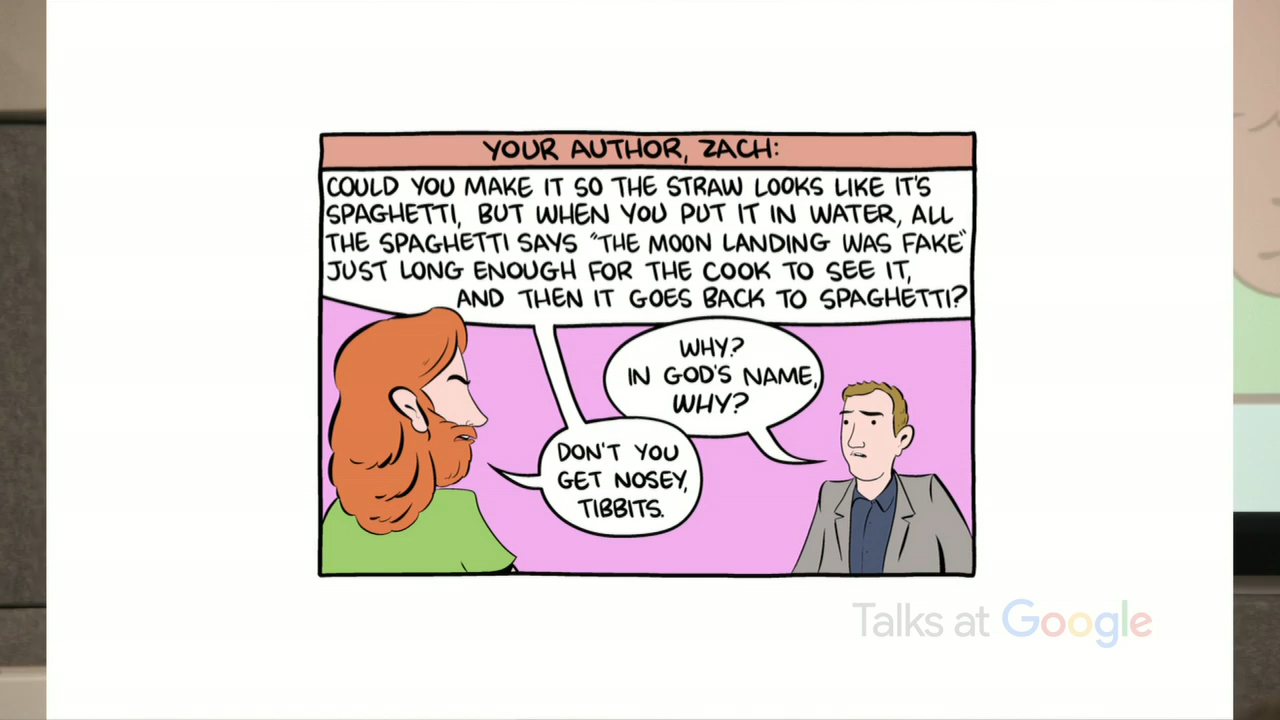 YOUR AUTHOR, ZACH:
COULD YOU MAKE IT SO THE STRAW LOOKS LIKE IT'S
SPAGHETTI, BUT WHEN YOU PUT IT IN WATER, ALL
THE SPAGHETTI SAYS "THE MOON LANDING WAS FAKE"
JUST LONG ENOUGH FOR THE COOK TO SEE IT,
AND THEN IT GOES BACK TO SPAGHETTI?
WHY?
IN GOD'S NAME,
WHY?
DON'T YOU
GET NOSEY,
TIBBITS.
Talks at Google